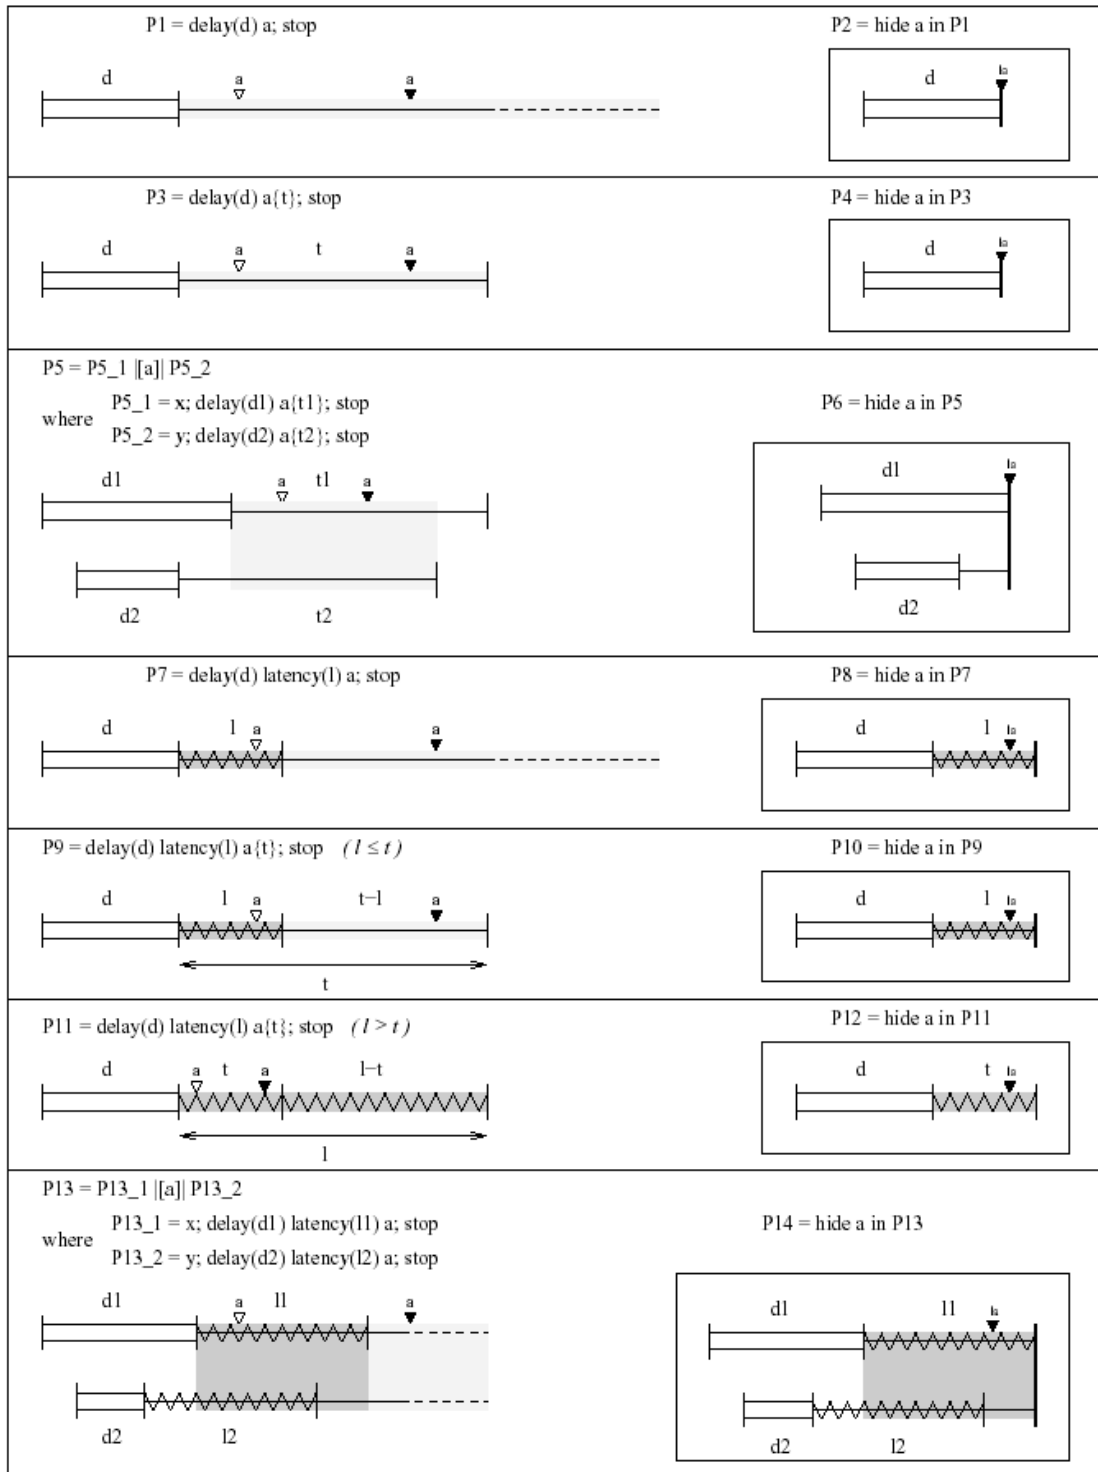 P1 = delay(d) a; stop
P2 = hide a in P1
d
a
a
d
ia
P3 = delay(d) a{t}; stop
P4 = hide a in P3
d
a
t
a
d
ia
P5 = P5_1 |[a]| P5_2
where
P5_1 = x; delay(d1) a{t1}; stop
P5_2 = y; delay(d2) a{t2}; stop
P6 = hide a in P5
d1
a
t1
a
d2
t2
d1
ia
d2
P7 = delay(d) latency(l) a; stop
P8 = hide a in P7
d
l
a
a
d
l
ia
P9 = delay(d) latency(l) a{t}; stop ( l ≤ t )
P10 = hide a in P9
d
l
a
t−l
a
t
d
l
ia
P11 = delay(d) latency(l) a{t}; stop ( l > t )
P12 = hide a in P11
d
a
t
a
l−t
l
d
t
ia
P13 = P13_1 |[a]| P13_2
where
P13_1 = x; delay(d1) latency(l1) a; stop
P13_2 = y; delay(d2) latency(l2) a; stop
P14 = hide a in P13
d1
a
l1
a
d2
l2
d1
l1
ia
d2
l2